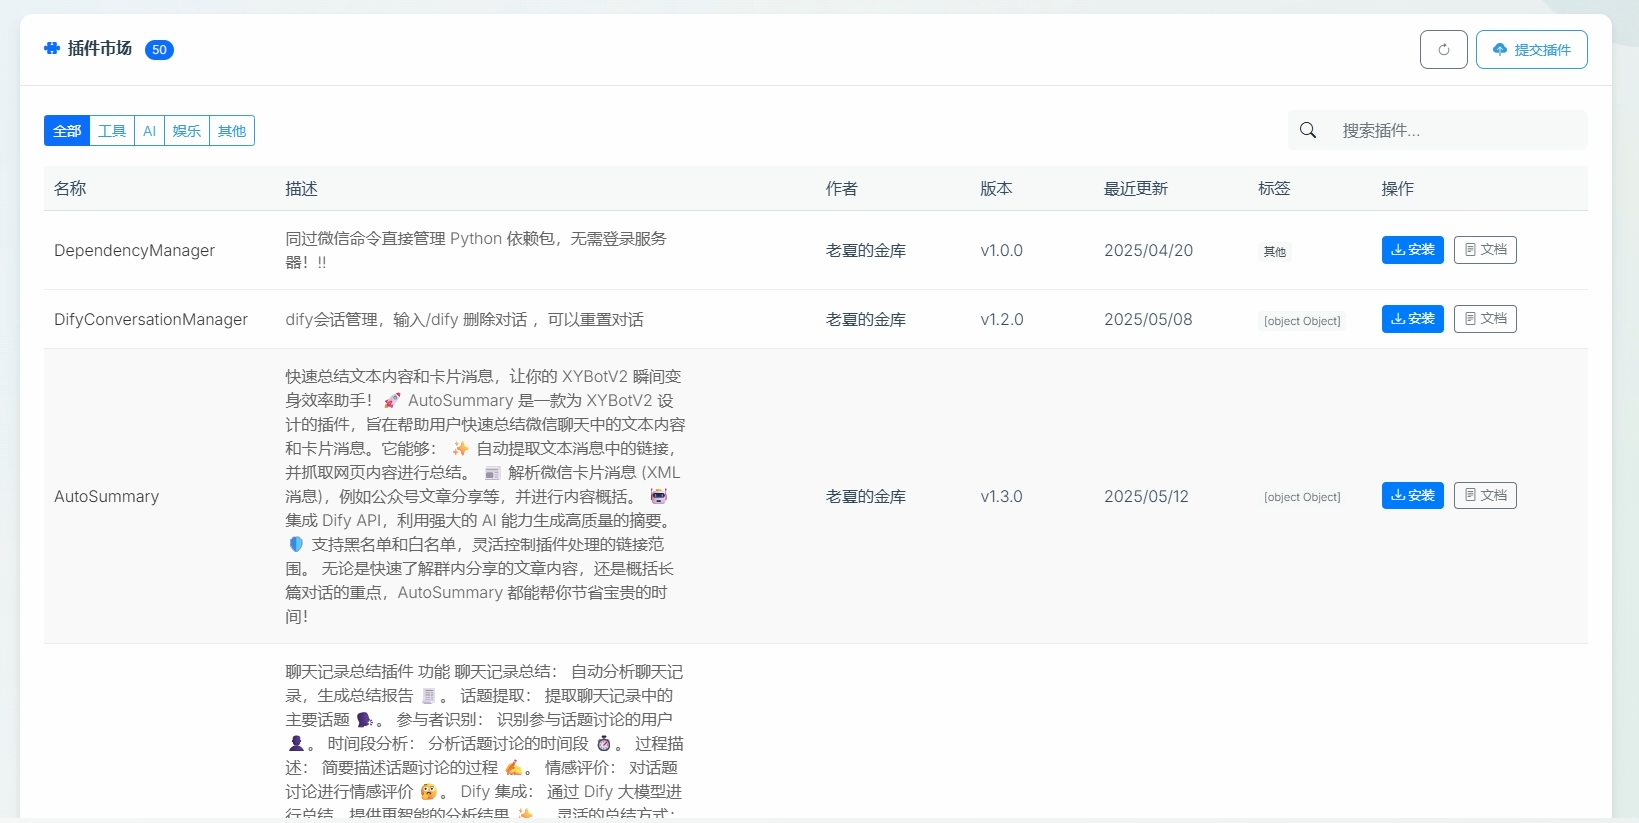 插件市场 50
提交插件
全部 工具 AI 娱乐 其他
搜索插件...
名称 描述 作者 版本 最近更新 标签 操作
同过微信命令直接管理 Python 依赖包，无需登录服务
器！!!
DependencyManager 老夏的金库 v1.0.0 2025/04/20 其他 安装 文档
DifyConversationManager dify会话管理，输入/dify 删除对话 ，可以重置对话 老夏的金库 v1.2.0 2025/05/08 [object Object] 安装 文档
快速总结文本内容和卡片消息，让你的 XYBotV2 瞬间变
身效率助手！🚀 AutoSummary 是一款为 XYBotV2 设
计的插件，旨在帮助用户快速总结微信聊天中的文本内容
和卡片消息。它能够： ✨ 自动提取文本消息中的链接，
并抓取网页内容进行总结。 📰 解析微信卡片消息 (XML
消息)，例如公众号文章分享等，并进行内容概括。 🤖
AutoSummary 老夏的金库 v1.3.0 2025/05/12 [object Object] 安装 文档
集成 Dify API，利用强大的 AI 能力生成高质量的摘要。
🛡️ 支持黑名单和白名单，灵活控制插件处理的链接范
围。 无论是快速了解群内分享的文章内容，还是概括长
篇对话的重点，AutoSummary 都能帮你节省宝贵的时
间！
聊天记录总结插件 功能 聊天记录总结： 自动分析聊天记
录，生成总结报告 🧾。 话题提取： 提取聊天记录中的
主要话题 🗣️。 参与者识别： 识别参与话题讨论的用户
👤。 时间段分析： 分析话题讨论的时间段 ⏱️。 过程描
述： 简要描述话题讨论的过程 ✍️。 情感评价： 对话题
讨论进行情感评价 🤔。 Dify 集成： 通过 Dify 大模型进
行总结，提供更智能的分析结果 ✨。 灵活的总结方式：